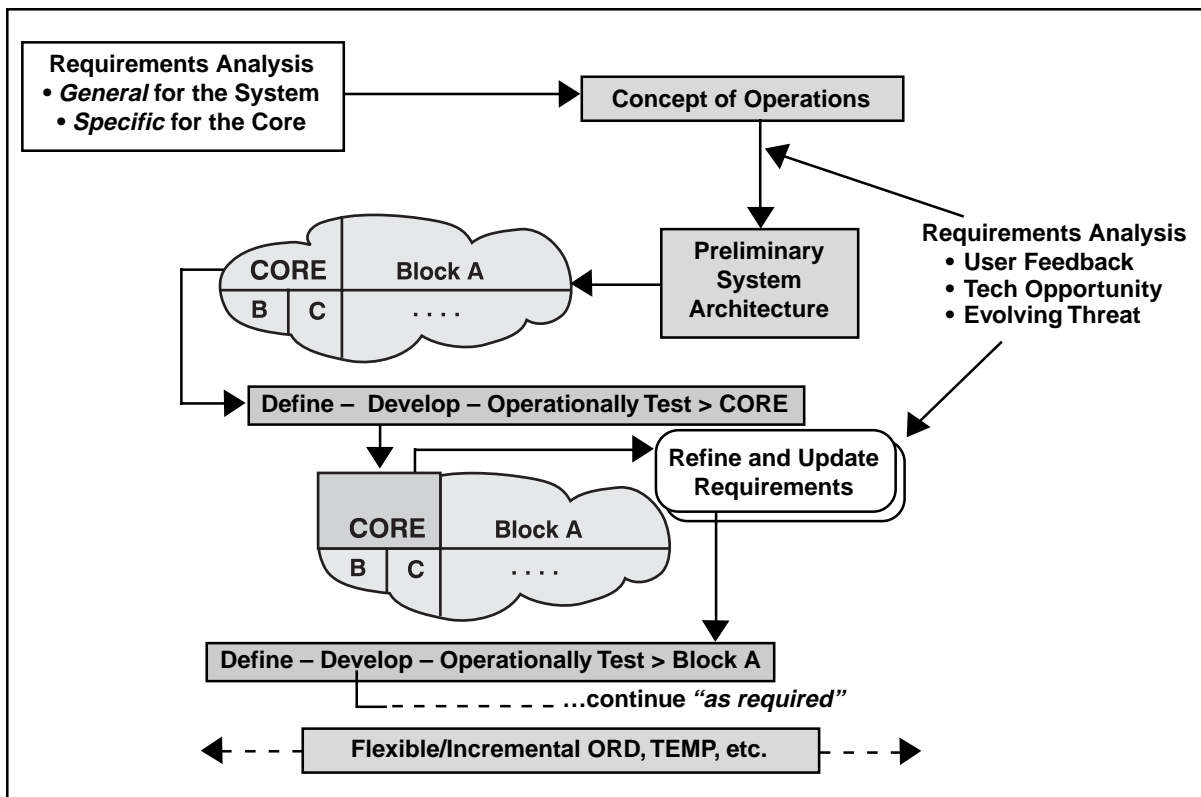 Requirements Analysis
• General for the System
• Specific for the Core
Concept of Operations
Preliminary
System
Architecture
Requirements Analysis
• User Feedback
• Tech Opportunity
• Evolving Threat
CORE
Block A
B
C
. . . .
Define – Develop – Operationally Test > CORE
Refine and Update
Requirements
CORE
Block A
B
C
. . . .
Define – Develop – Operationally Test > Block A
...continue “as required”
Flexible/Incremental ORD, TEMP, etc.